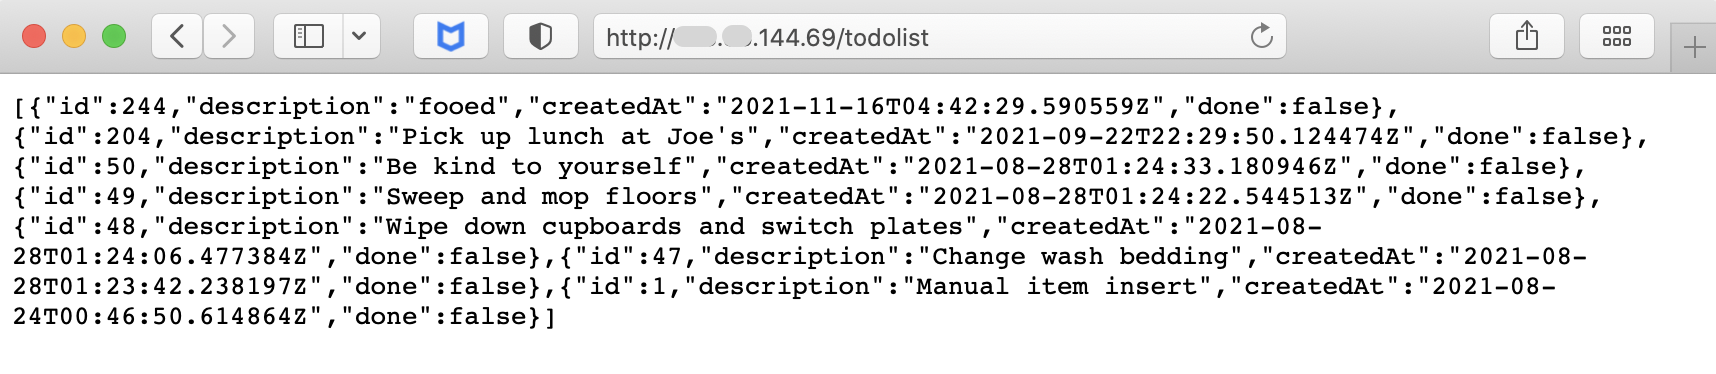 http://.144.69/todolist
[{"id":244,"description":"fooed","createdAt":"2021-11-16T04:42:29.590559Z","done":false},
{"id":204,"description":"Pick up lunch at Joe's","createdAt":"2021-09-22T22:29:50.124474Z","done":false},
{"id":50,"description":"Be kind to yourself","createdAt":"2021-08-28T01:24:33.180946Z","done":false},
{"id":49,"description":"Sweep and mop floors","createdAt":"2021-08-28T01:24:22.544513Z","done":false},
{"id":48,"description":"Wipe down cupboards and switch plates","createdAt":"2021-08-
28T01:24:06.477384Z","done":false},{"id":47,"description":"Change wash bedding","createdAt":"2021-08-
28T01:23:42.238197Z","done":false},{"id":1,"description":"Manual item insert","createdAt":"2021-08-
24T00:46:50.614864Z","done":false}]